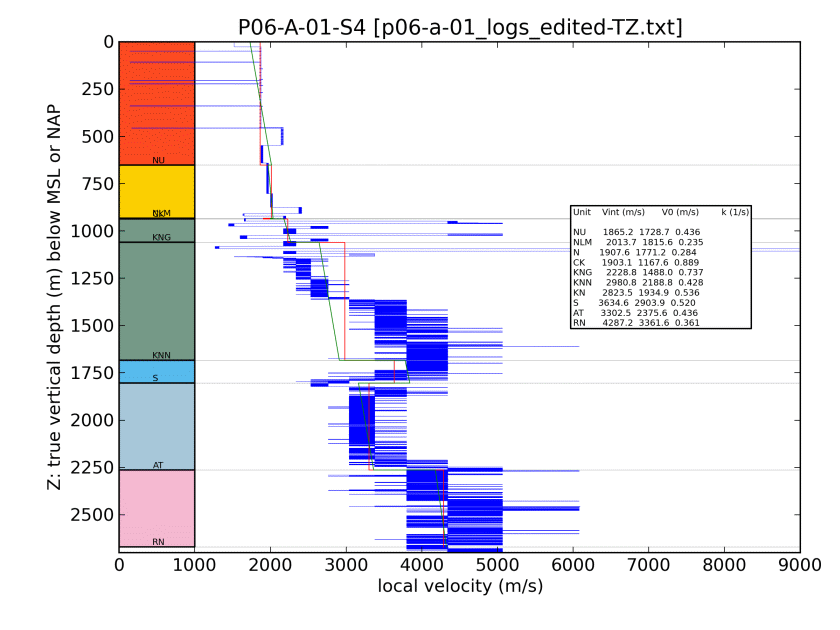 P06-A-01-S4 [p06-a-01_logs_edited-TZ.txt]
Z: true vertical depth (m) below MSL or NAP
0
250
500
750
1000
1250
1500
1750
2000
2250
2500
NU
NLM
KNG
KNN
S
AT
RN
Unit Vint (m/s) V0 (m/s) k (1/s)
NU 1865.2 1728.7 0.436
NLM 2013.7 1815.6 0.235
N 1907.6 1771.2 0.284
CK 1903.1 1167.6 0.889
KNG 2228.8 1488.0 0.737
KNN 2980.8 2188.8 0.428
KN 2823.5 1934.9 0.536
S 3634.6 2903.9 0.520
AT 3302.5 2375.6 0.436
RN 4287.2 3361.6 0.361
0 1000 2000 3000 4000 5000 6000 7000 8000 9000
local velocity (m/s)